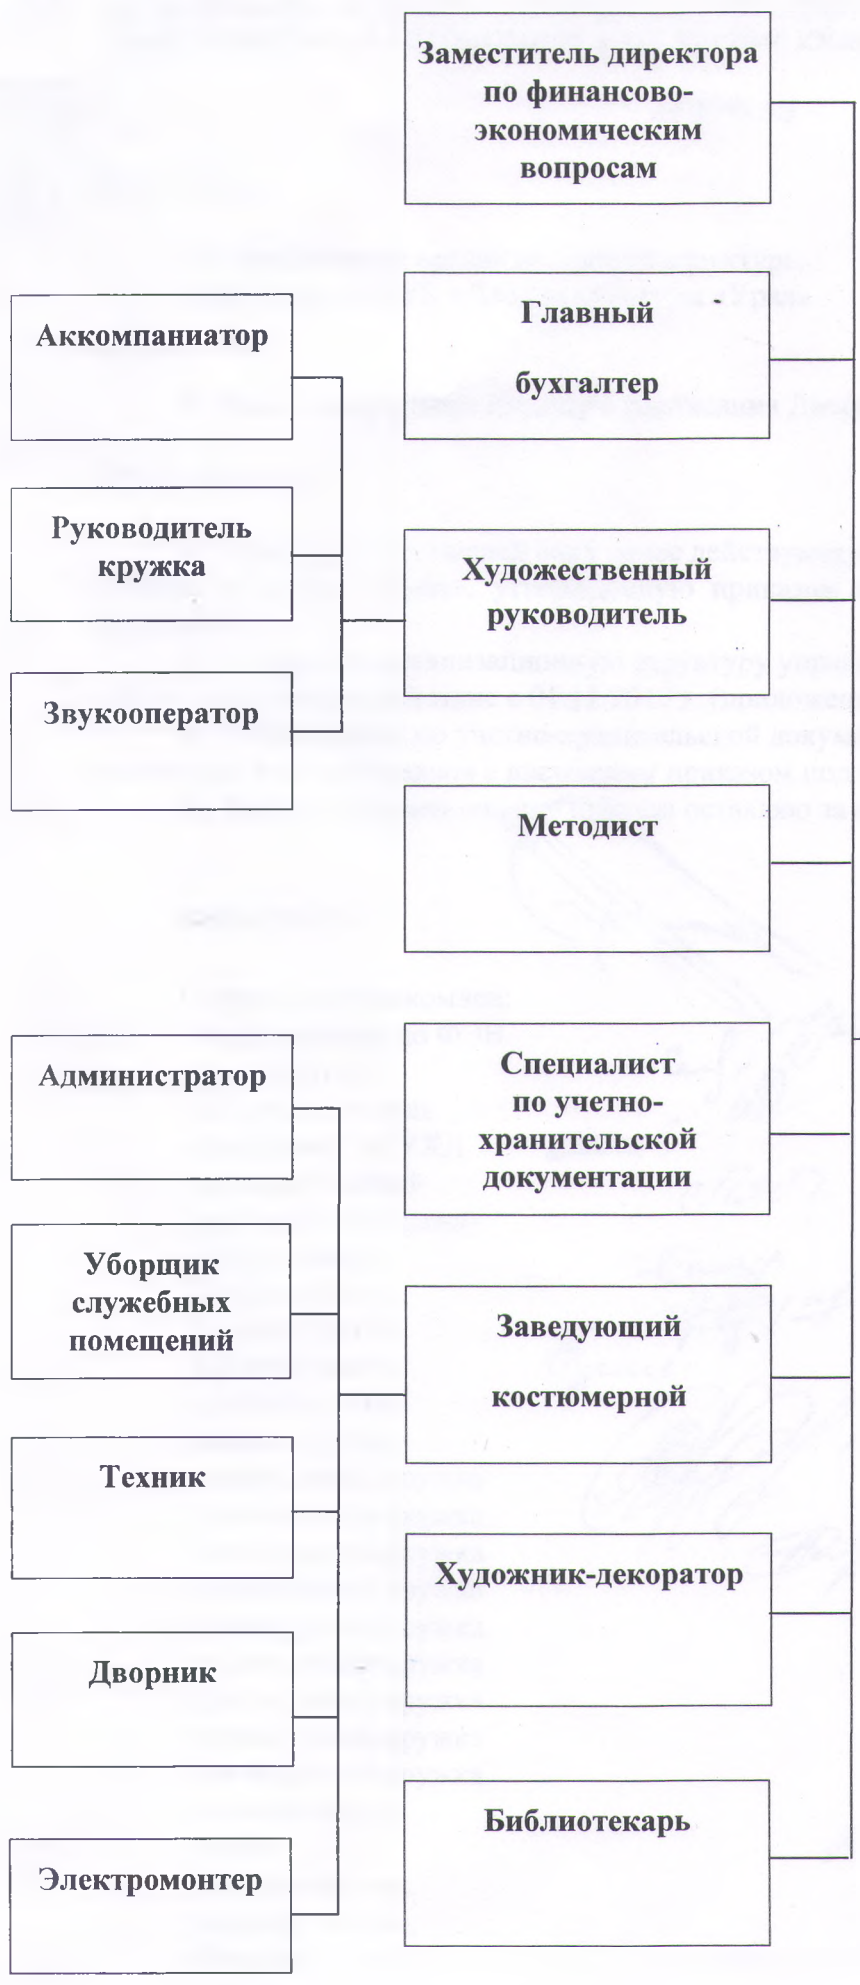 Заместитель директора
по финансово-
экономическим
вопросам
Главный
бухгалтер
Аккомпаниатор
Руководитель
кружка
Звукооператор
Художественный
руководитель
Методист
Специалист
по учетно-
хранительской
документации
Администратор
Уборщик
служебных
помещений
Техник
Дворник
Электромонтер
Заведующий
костюмерной
Художник-декоратор
Библиотекарь